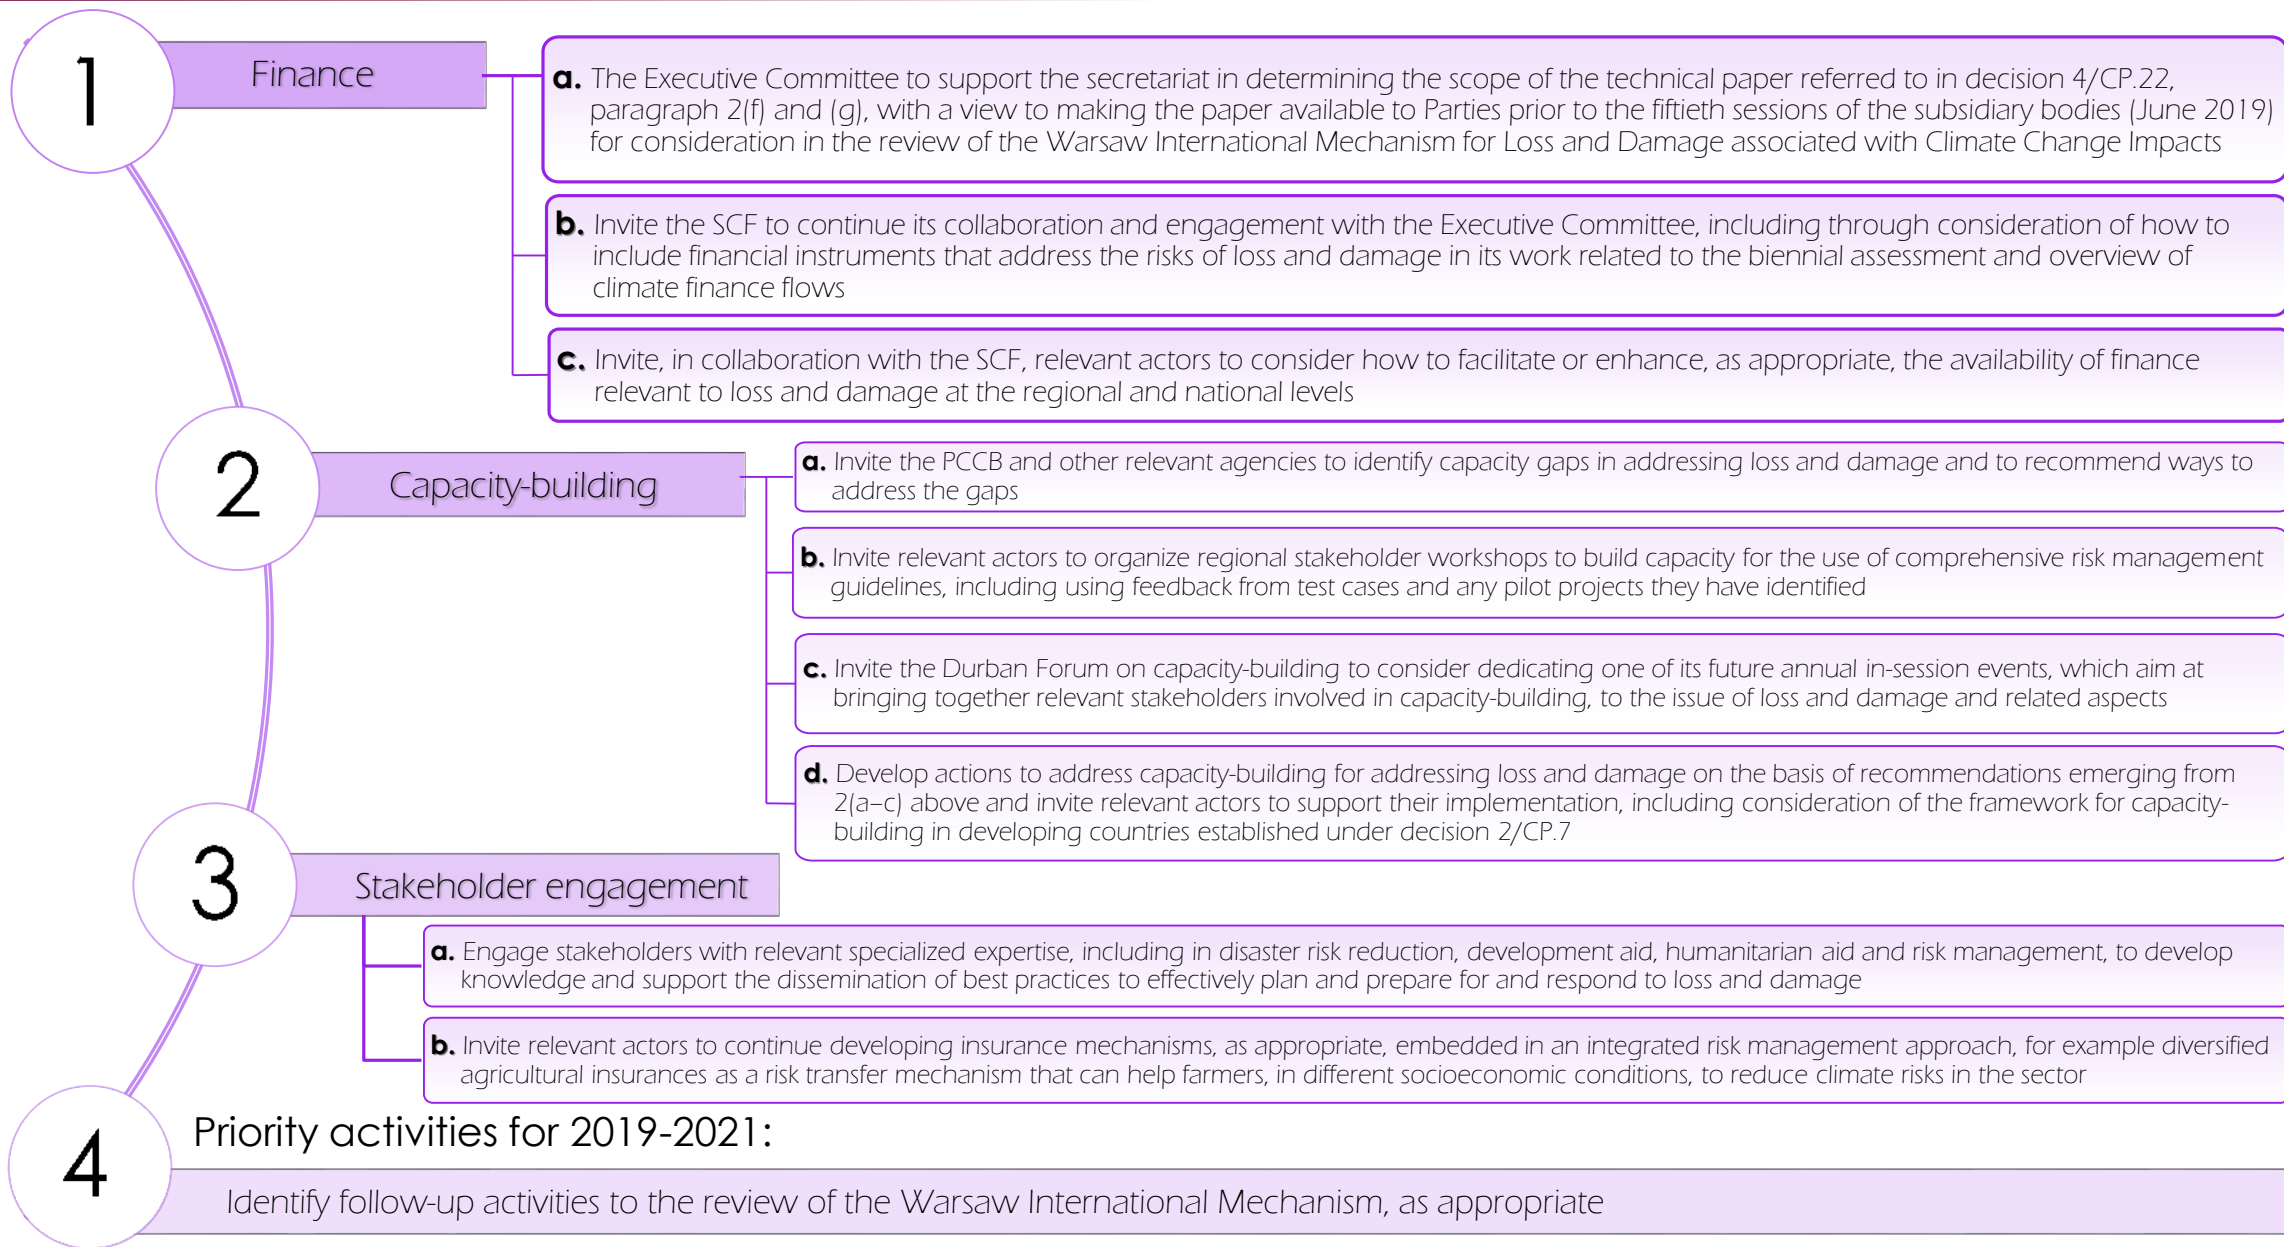 1
Finance
a. The Executive Committee to support the secretariat in determining the scope of the technical paper referred to in decision 4/CP.22,
paragraph 2(f) and (g), with a view to making the paper available to Parties prior to the fiftieth sessions of the subsidiary bodies (June 2019)
for consideration in the review of the Warsaw International Mechanism for Loss and Damage associated with Climate Change Impacts
b. Invite the SCF to continue its collaboration and engagement with the Executive Committee, including through consideration of how to
include financial instruments that address the risks of loss and damage in its work related to the biennial assessment and overview of
climate finance flows
c. Invite, in collaboration with the SCF, relevant actors to consider how to facilitate or enhance, as appropriate, the availability of finance
relevant to loss and damage at the regional and national levels
2
Capacity-building
a. Invite the PCCB and other relevant agencies to identify capacity gaps in addressing loss and damage and to recommend ways to
address the gaps
b. Invite relevant actors to organize regional stakeholder workshops to build capacity for the use of comprehensive risk management
guidelines, including using feedback from test cases and any pilot projects they have identified
c. Invite the Durban Forum on capacity-building to consider dedicating one of its future annual in-session events, which aim at
bringing together relevant stakeholders involved in capacity-building, to the issue of loss and damage and related aspects
d. Develop actions to address capacity-building for addressing loss and damage on the basis of recommendations emerging from
2(a–c) above and invite relevant actors to support their implementation, including consideration of the framework for capacity-
building in developing countries established under decision 2/CP.7
3
Stakeholder engagement
a. Engage stakeholders with relevant specialized expertise, including in disaster risk reduction, development aid, humanitarian aid and risk management, to develop
knowledge and support the dissemination of best practices to effectively plan and prepare for and respond to loss and damage
b. Invite relevant actors to continue developing insurance mechanisms, as appropriate, embedded in an integrated risk management approach, for example diversified
agricultural insurances as a risk transfer mechanism that can help farmers, in different socioeconomic conditions, to reduce climate risks in the sector
4
Priority activities for 2019-2021:
Identify follow-up activities to the review of the Warsaw International Mechanism, as appropriate